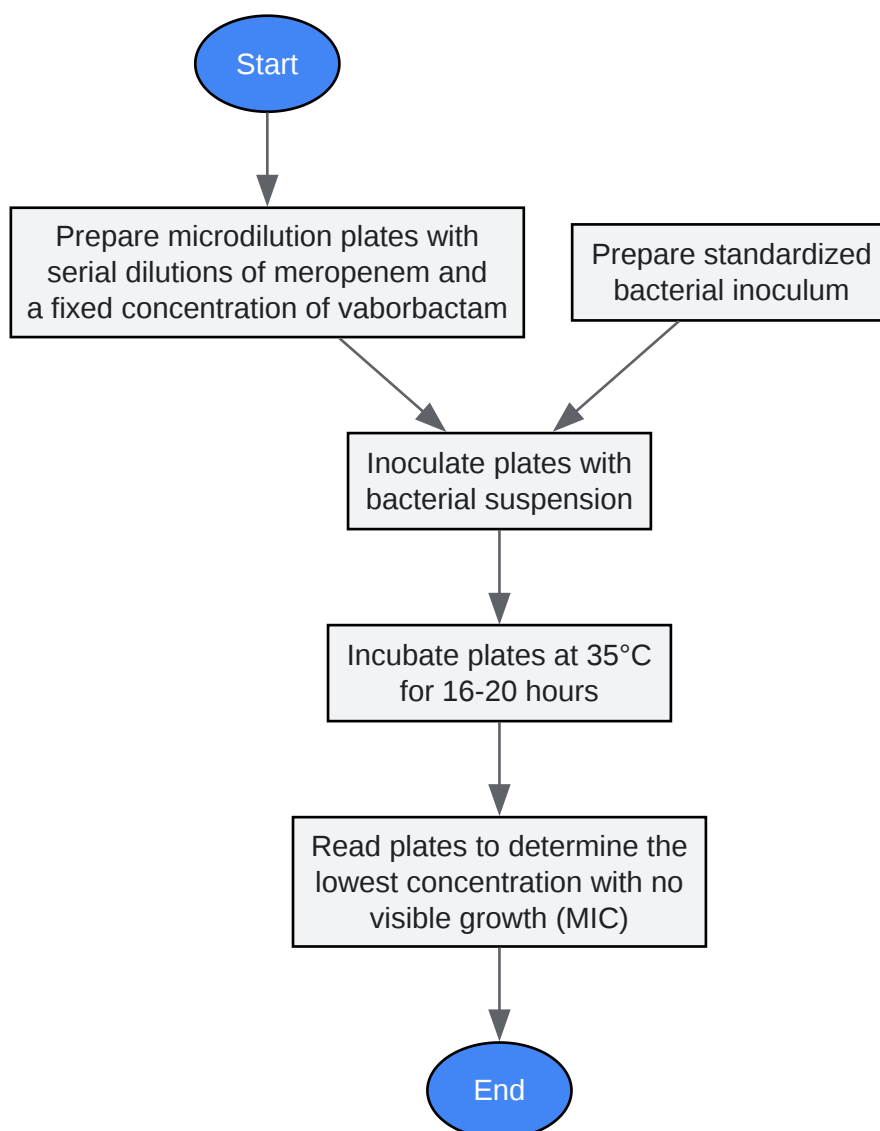 Start
Prepare microdilution plates with
serial dilutions of meropenem and
a fixed concentration of vaborbactam
Prepare standardized
bacterial inoculum
Inoculate plates with
bacterial suspension
Incubate plates at 35°C
for 16-20 hours
Read plates to determine the
lowest concentration with no
visible growth (MIC)
End